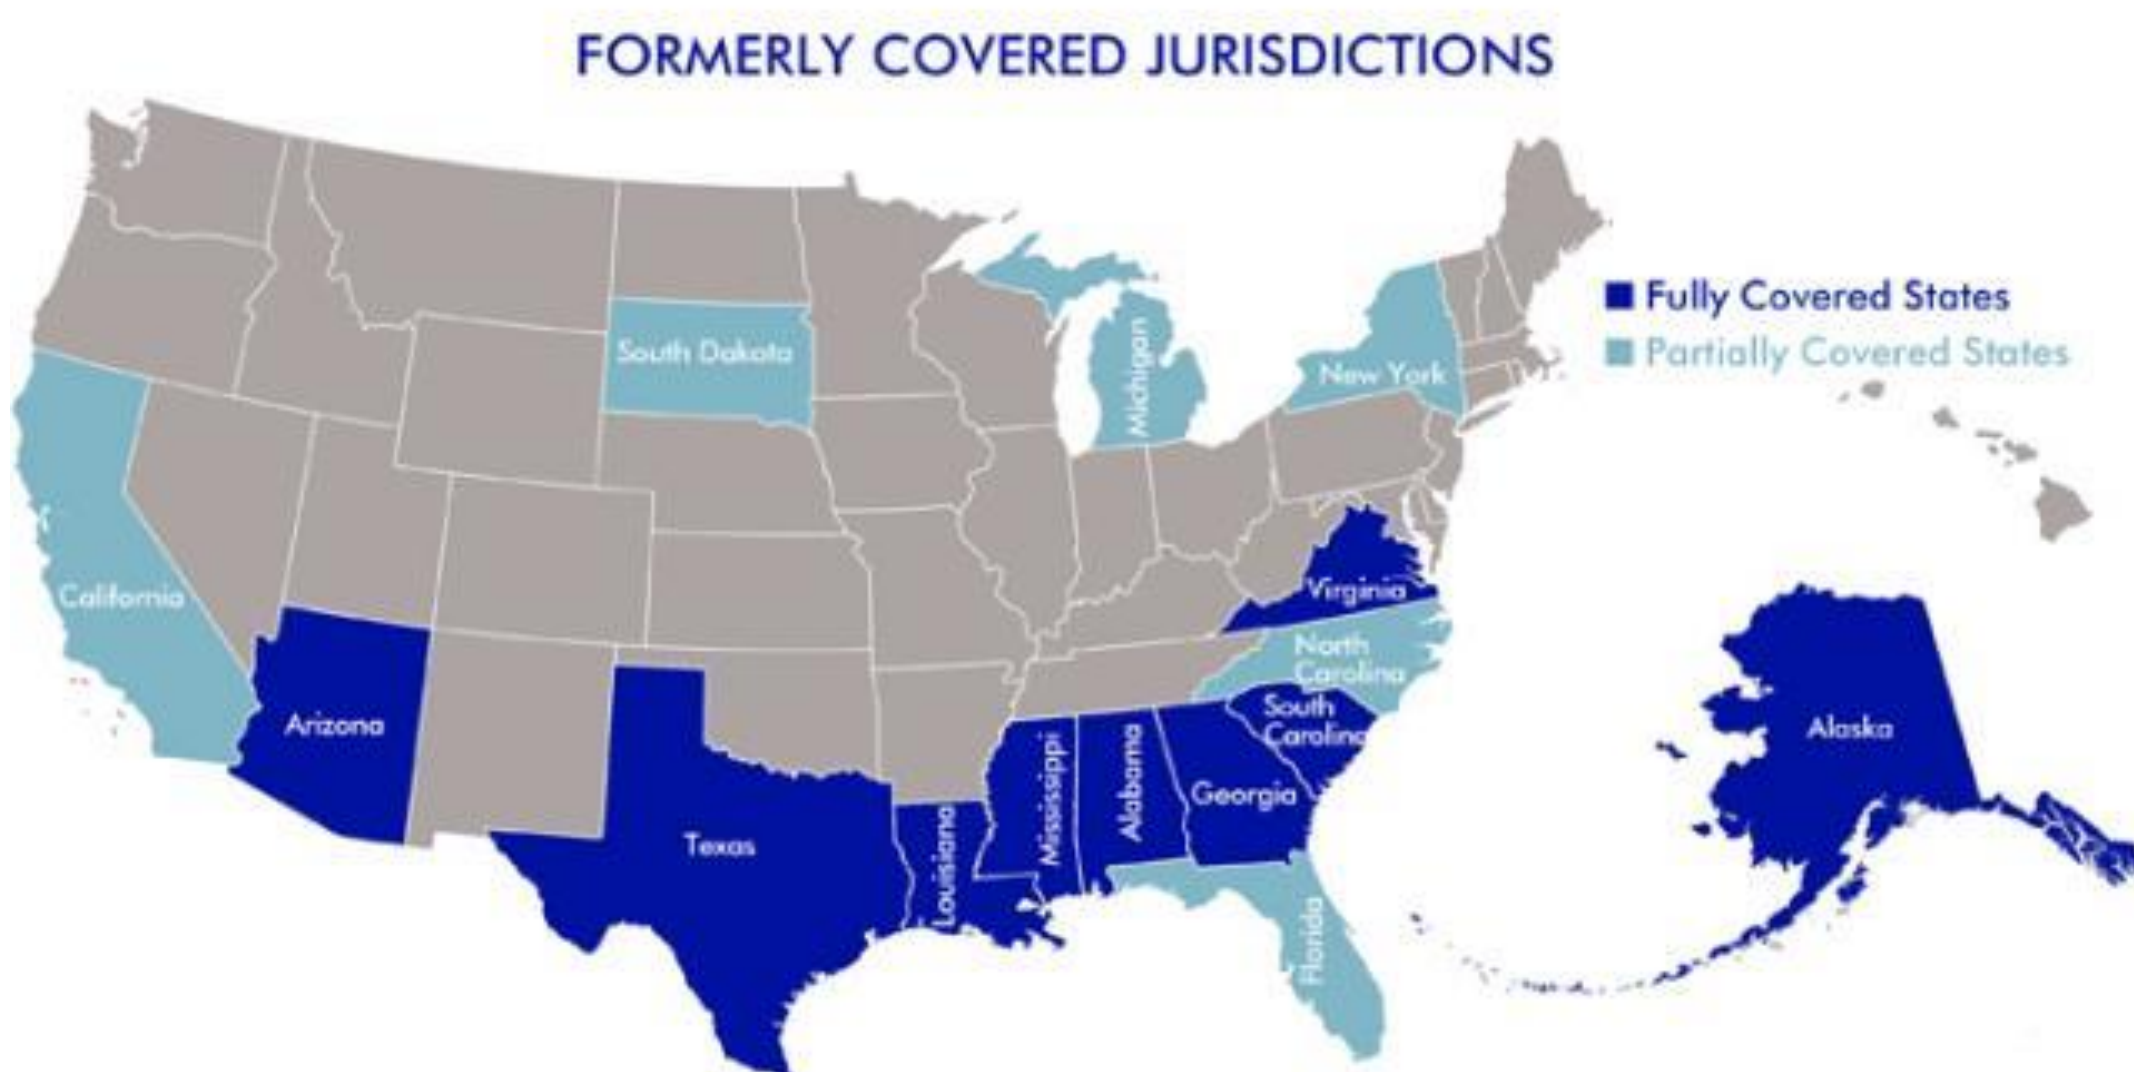 FORMERLY COVERED JURISDICTIONS
Fully Covered States
Partially Covered States
South Dakota
Michigan
New York
California
Virginia
North
Carolina
Arizona
South
Carolina
Alaska
Mississippi
Alabama
Georgia
Texas
Louisiana
Florida